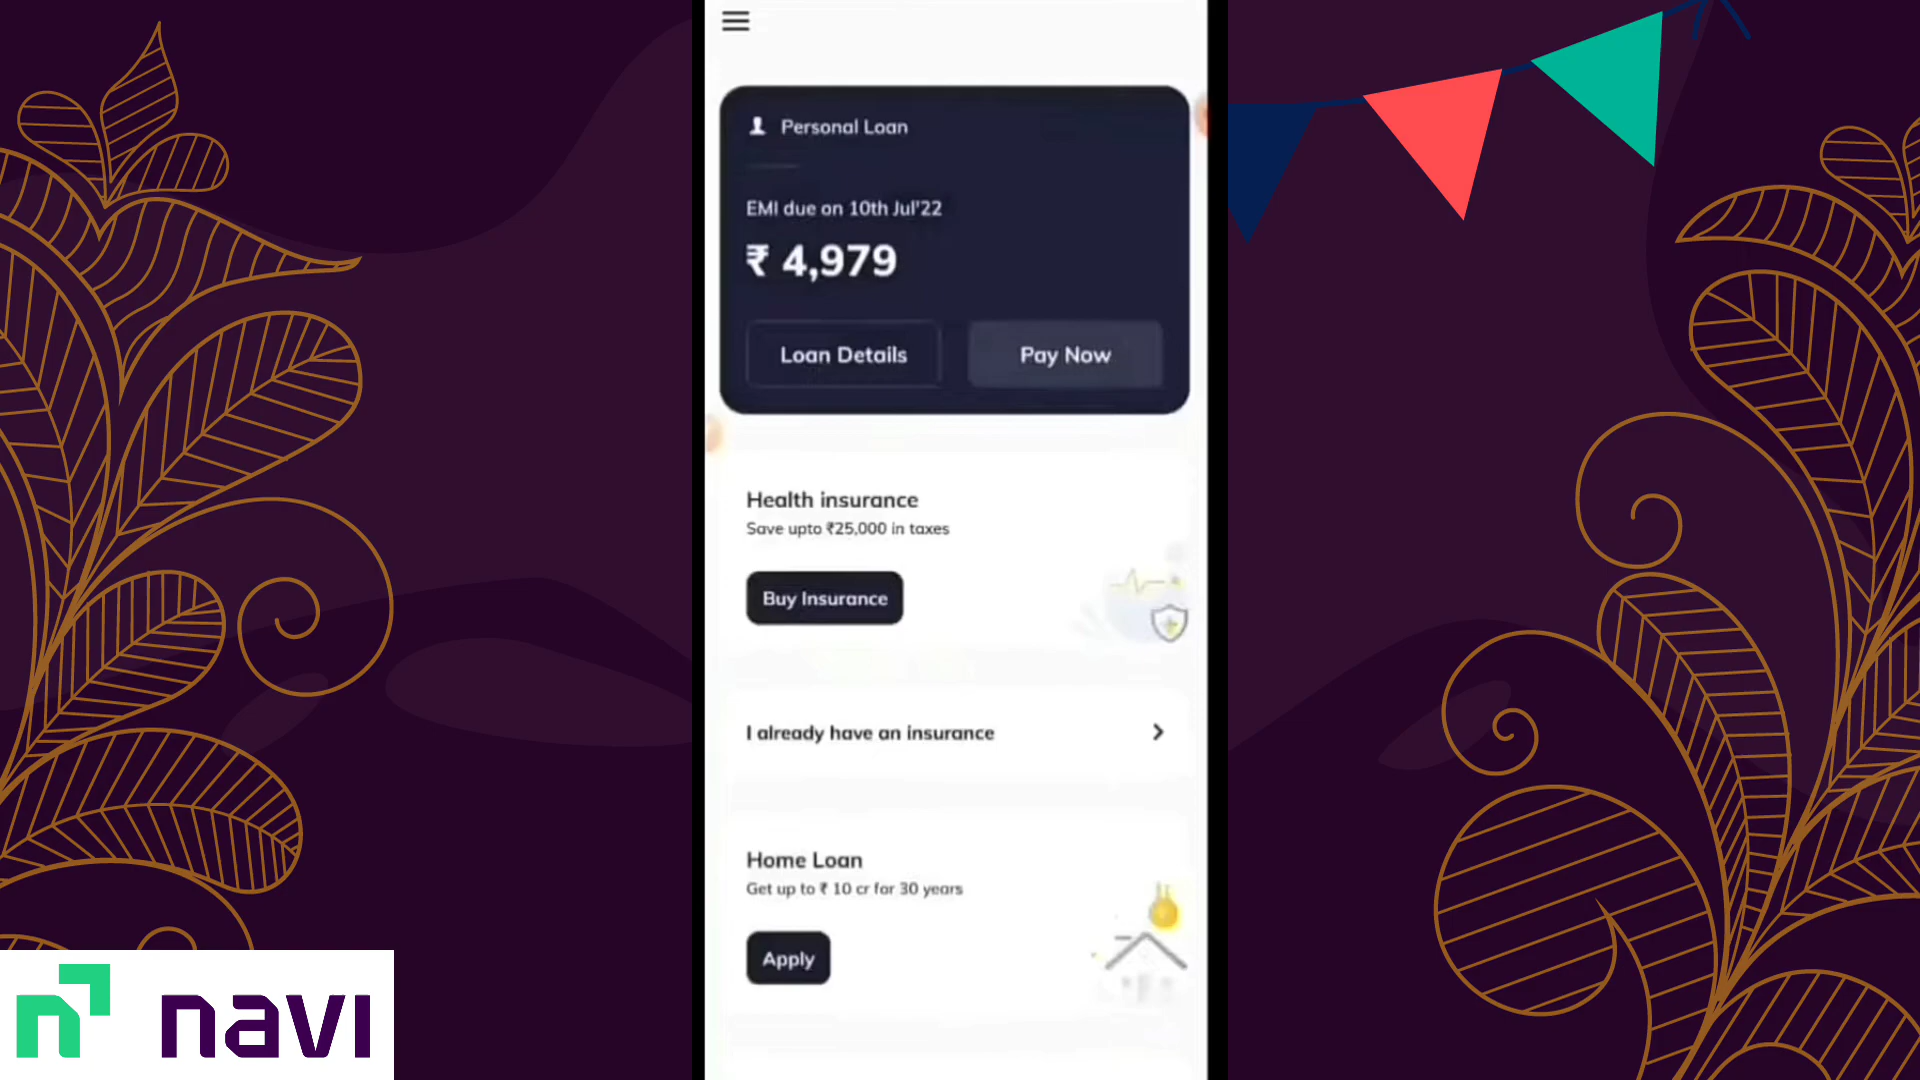 Personal Loan
EMI due on 10th Jul'22
₹ 4,979
Loan Details
Pay Now
Health insurance
Save upto ₹25,000 in taxes
Buy Insurance
I already have an insurance
Home Loan
Get up to ₹ 10 cr for 30 years
Apply
navi